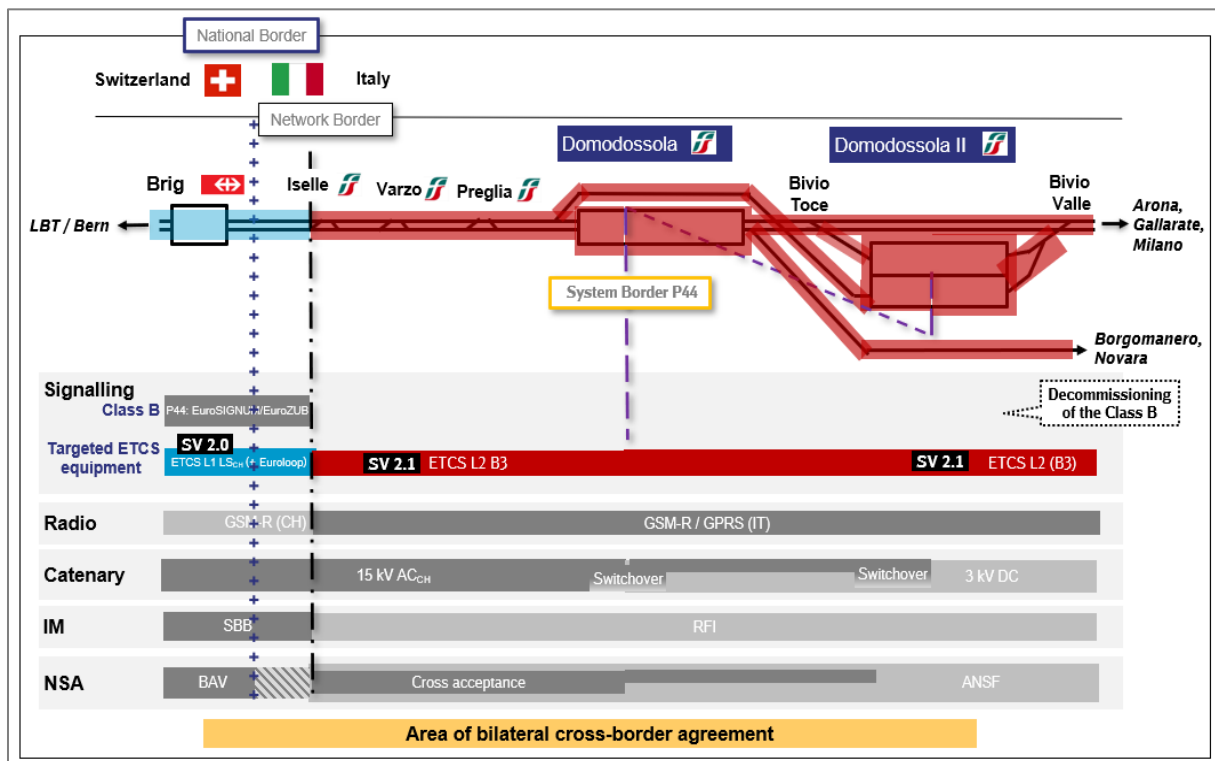 National Border
Switzerland
Italy
Network Border
Domodossola
Domodossola II
Brig
Iselle
Varzo
Preglia
Bivio
Toce
Bivio
Valle
LBT / Bern
Arona,
Gallarate,
Milano
System Border P44
Borgomanero,
Novara
Signalling
Class B
P44: EuroSIGNUM/EuroZUB
Decommissioning
of the Class B
Targeted ETCS
equipment
SV 2.0
ETCS L1 LSCH (+ Euroloop)
SV 2.1
ETCS L2 B3
SV 2.1
ETCS L2 (B3)
Radio
GSM-R (CH)
GSM-R / GPRS (IT)
Catenary
15 kV ACCH
Switchover
Switchover
3 kV DC
IM
SBB
RFI
NSA
BAV
Cross acceptance
ANSF
Area of bilateral cross-border agreement